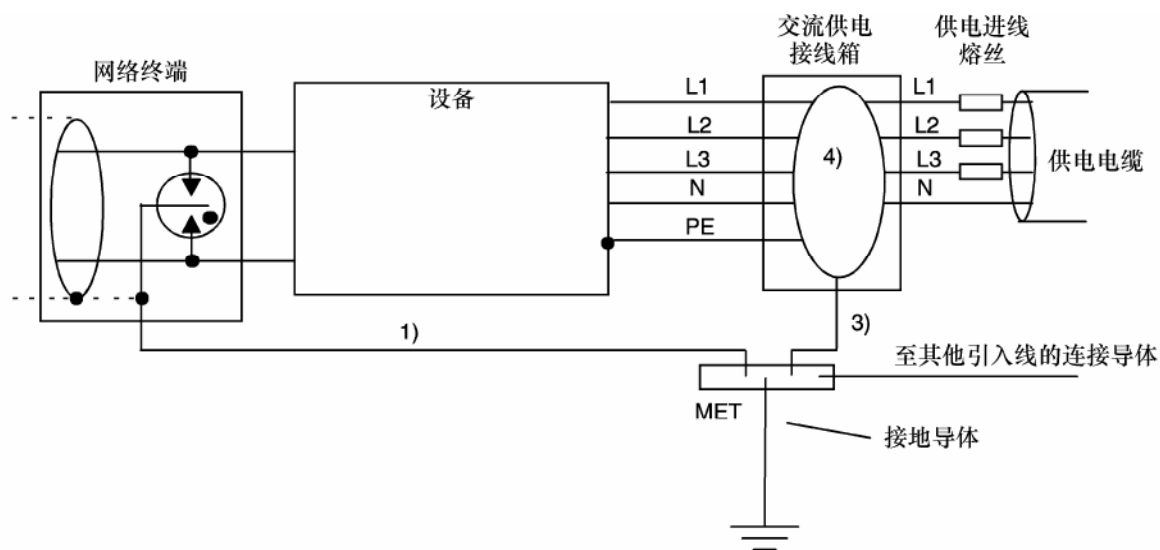 交流供电
接线箱
供电进线
熔丝
网络终端
设备
L1
L1
L2
L2
4)
L3
L3
供电电缆
N
N
PE
1)
3)
至其他引入线的连接导体
MET
接地导体